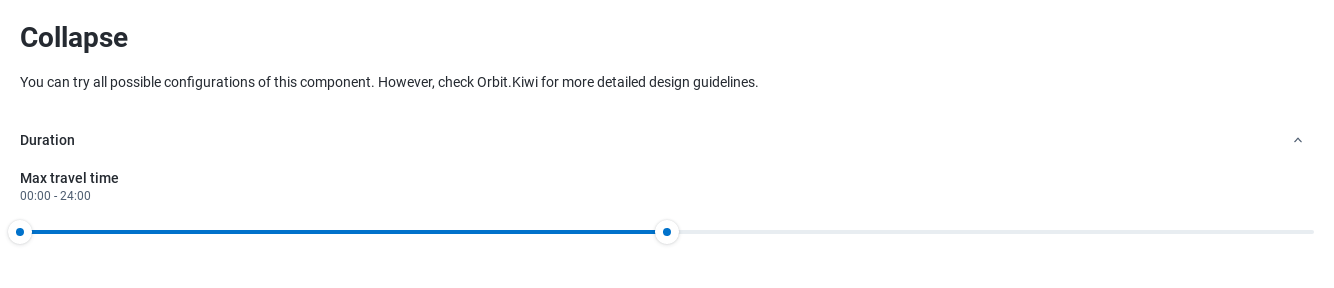 Collapse
You can try all possible configurations of this component. However, check Orbit.Kiwi for more detailed design guidelines.
Duration
Max travel time
00:00 - 24:00